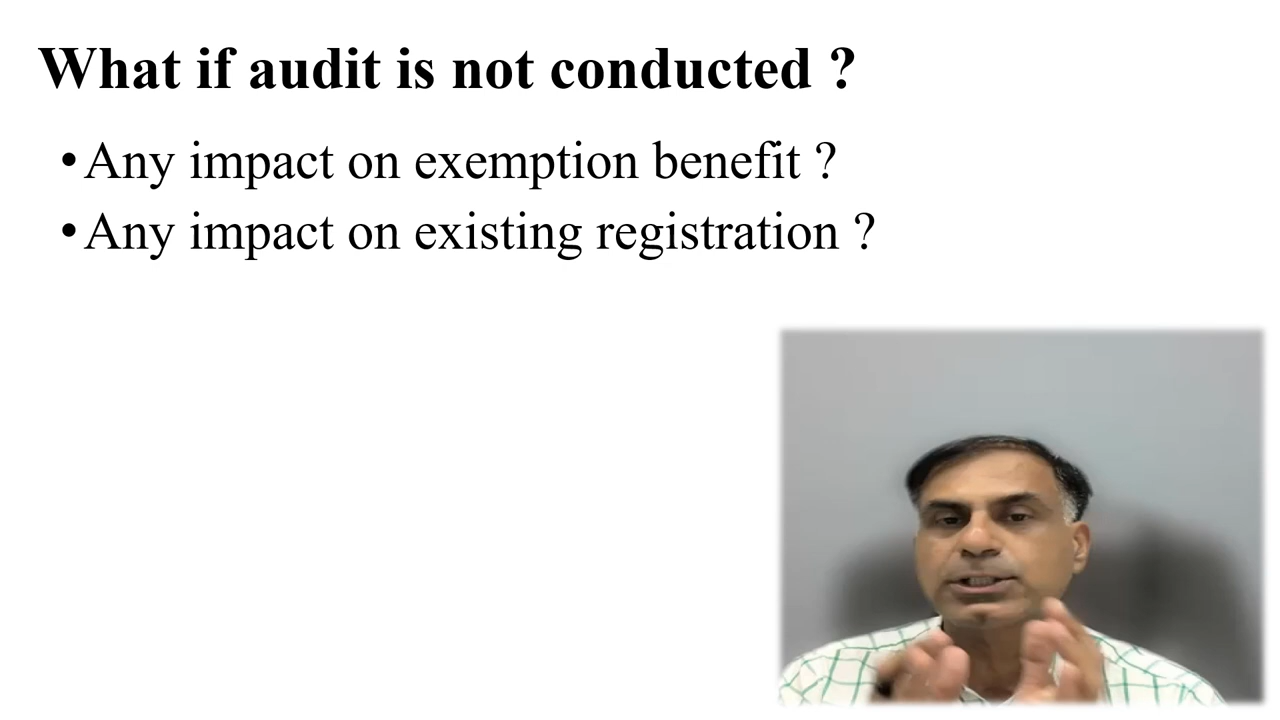 What if audit is not conducted ?
•Any impact on exemption benefit ?
•Any impact on existing registration ?